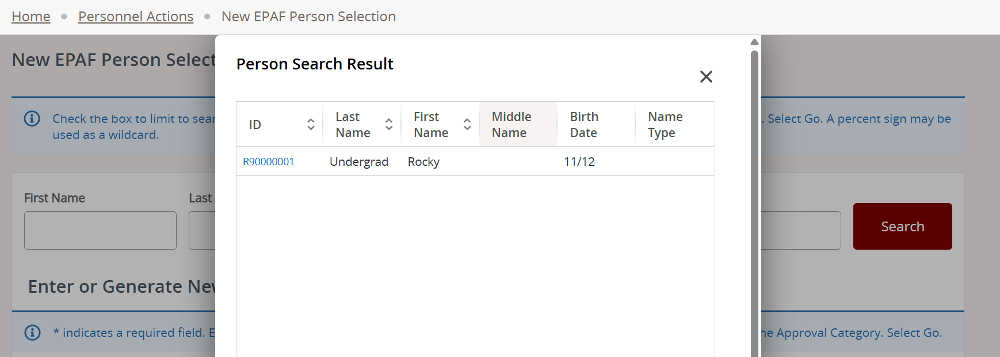 Home • Personnel Actions • New EPAF Person Selection
New EPAF Person Select
Person Search Result
Check the box to limit to sear
. Select Go. A percent sign may be
used as a wildcard.
ID
Last Name
First Name
Middle Name
Birth Date
Name Type
R90000001 Undergrad Rocky 11/12
First Name
Last
Search
Enter or Generate New
* indicates a required field. E
he Approval Category. Select Go.